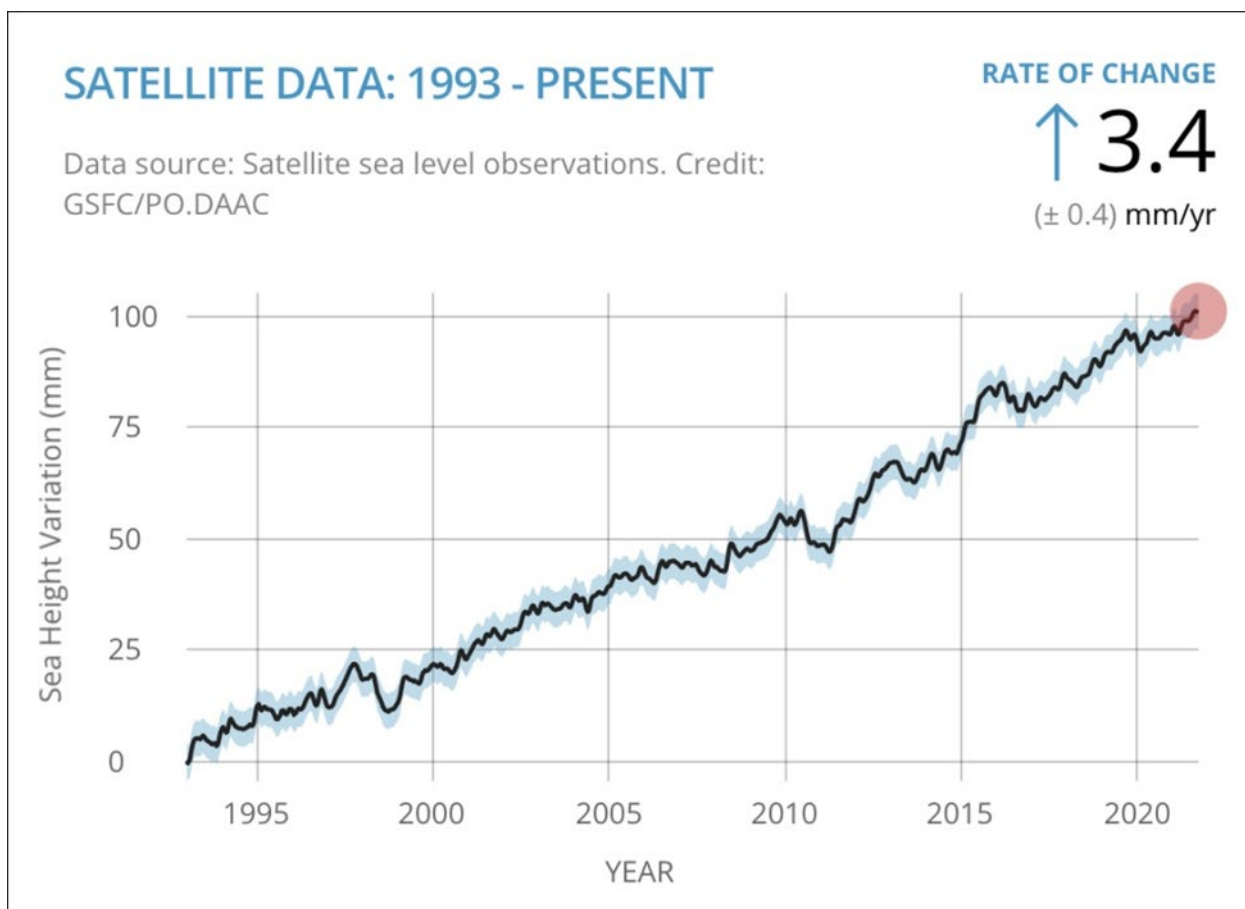 SATELLITE DATA: 1993 - PRESENT
RATE OF CHANGE
↑ 3.4
(± 0.4) mm/yr
Data source: Satellite sea level observations. Credit:
GSFC/PO.DAAC
Sea Height Variation (mm)
100
75
50
25
0
1995 2000 2005 2010 2015 2020
YEAR